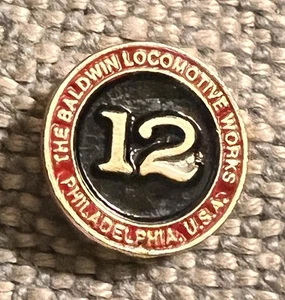 THE BALDWIN LOCOMOTIVE WORKS
12
PHILADELPHIA, U.S.A.